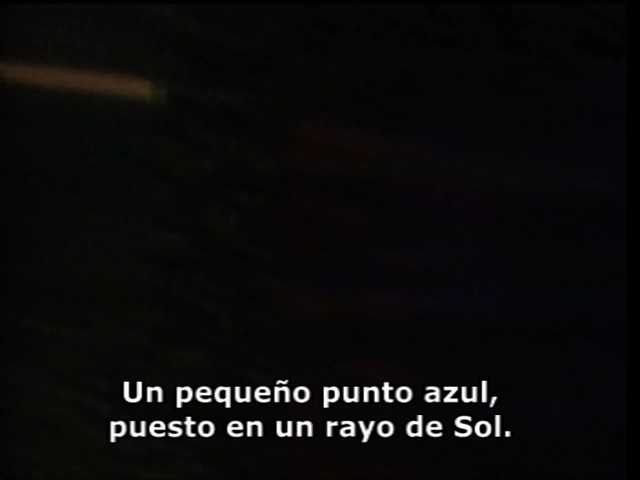 Un pequeño punto azul,
puesto en un rayo de Sol.